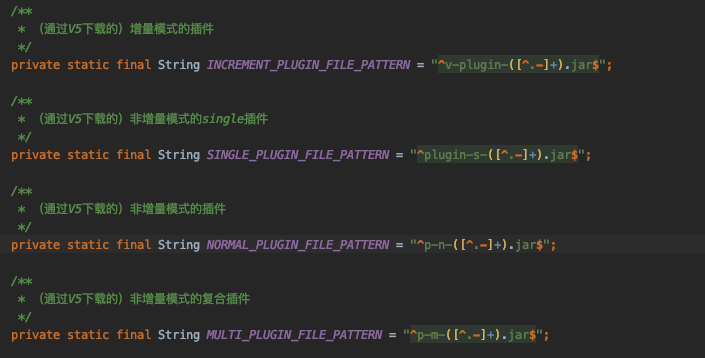 /**
 * （通过V5下载的）增量模式的插件
 */
private static final String INCREMENT_PLUGIN_FILE_PATTERN = "^v-plugin-([^.-]+).jar$";
/**
 * （通过V5下载的）非增量模式的single插件
 */
private static final String SINGLE_PLUGIN_FILE_PATTERN = "^plugin-s-([^.-]+).jar$";
/**
 * （通过V5下载的）非增量模式的插件
 */
private static final String NORMAL_PLUGIN_FILE_PATTERN = "^p-n-([^.-]+).jar$";
/**
 * （通过V5下载的）非增量模式的复合插件
 */
private static final String MULTI_PLUGIN_FILE_PATTERN = "^p-m-([^.-]+).jar$";